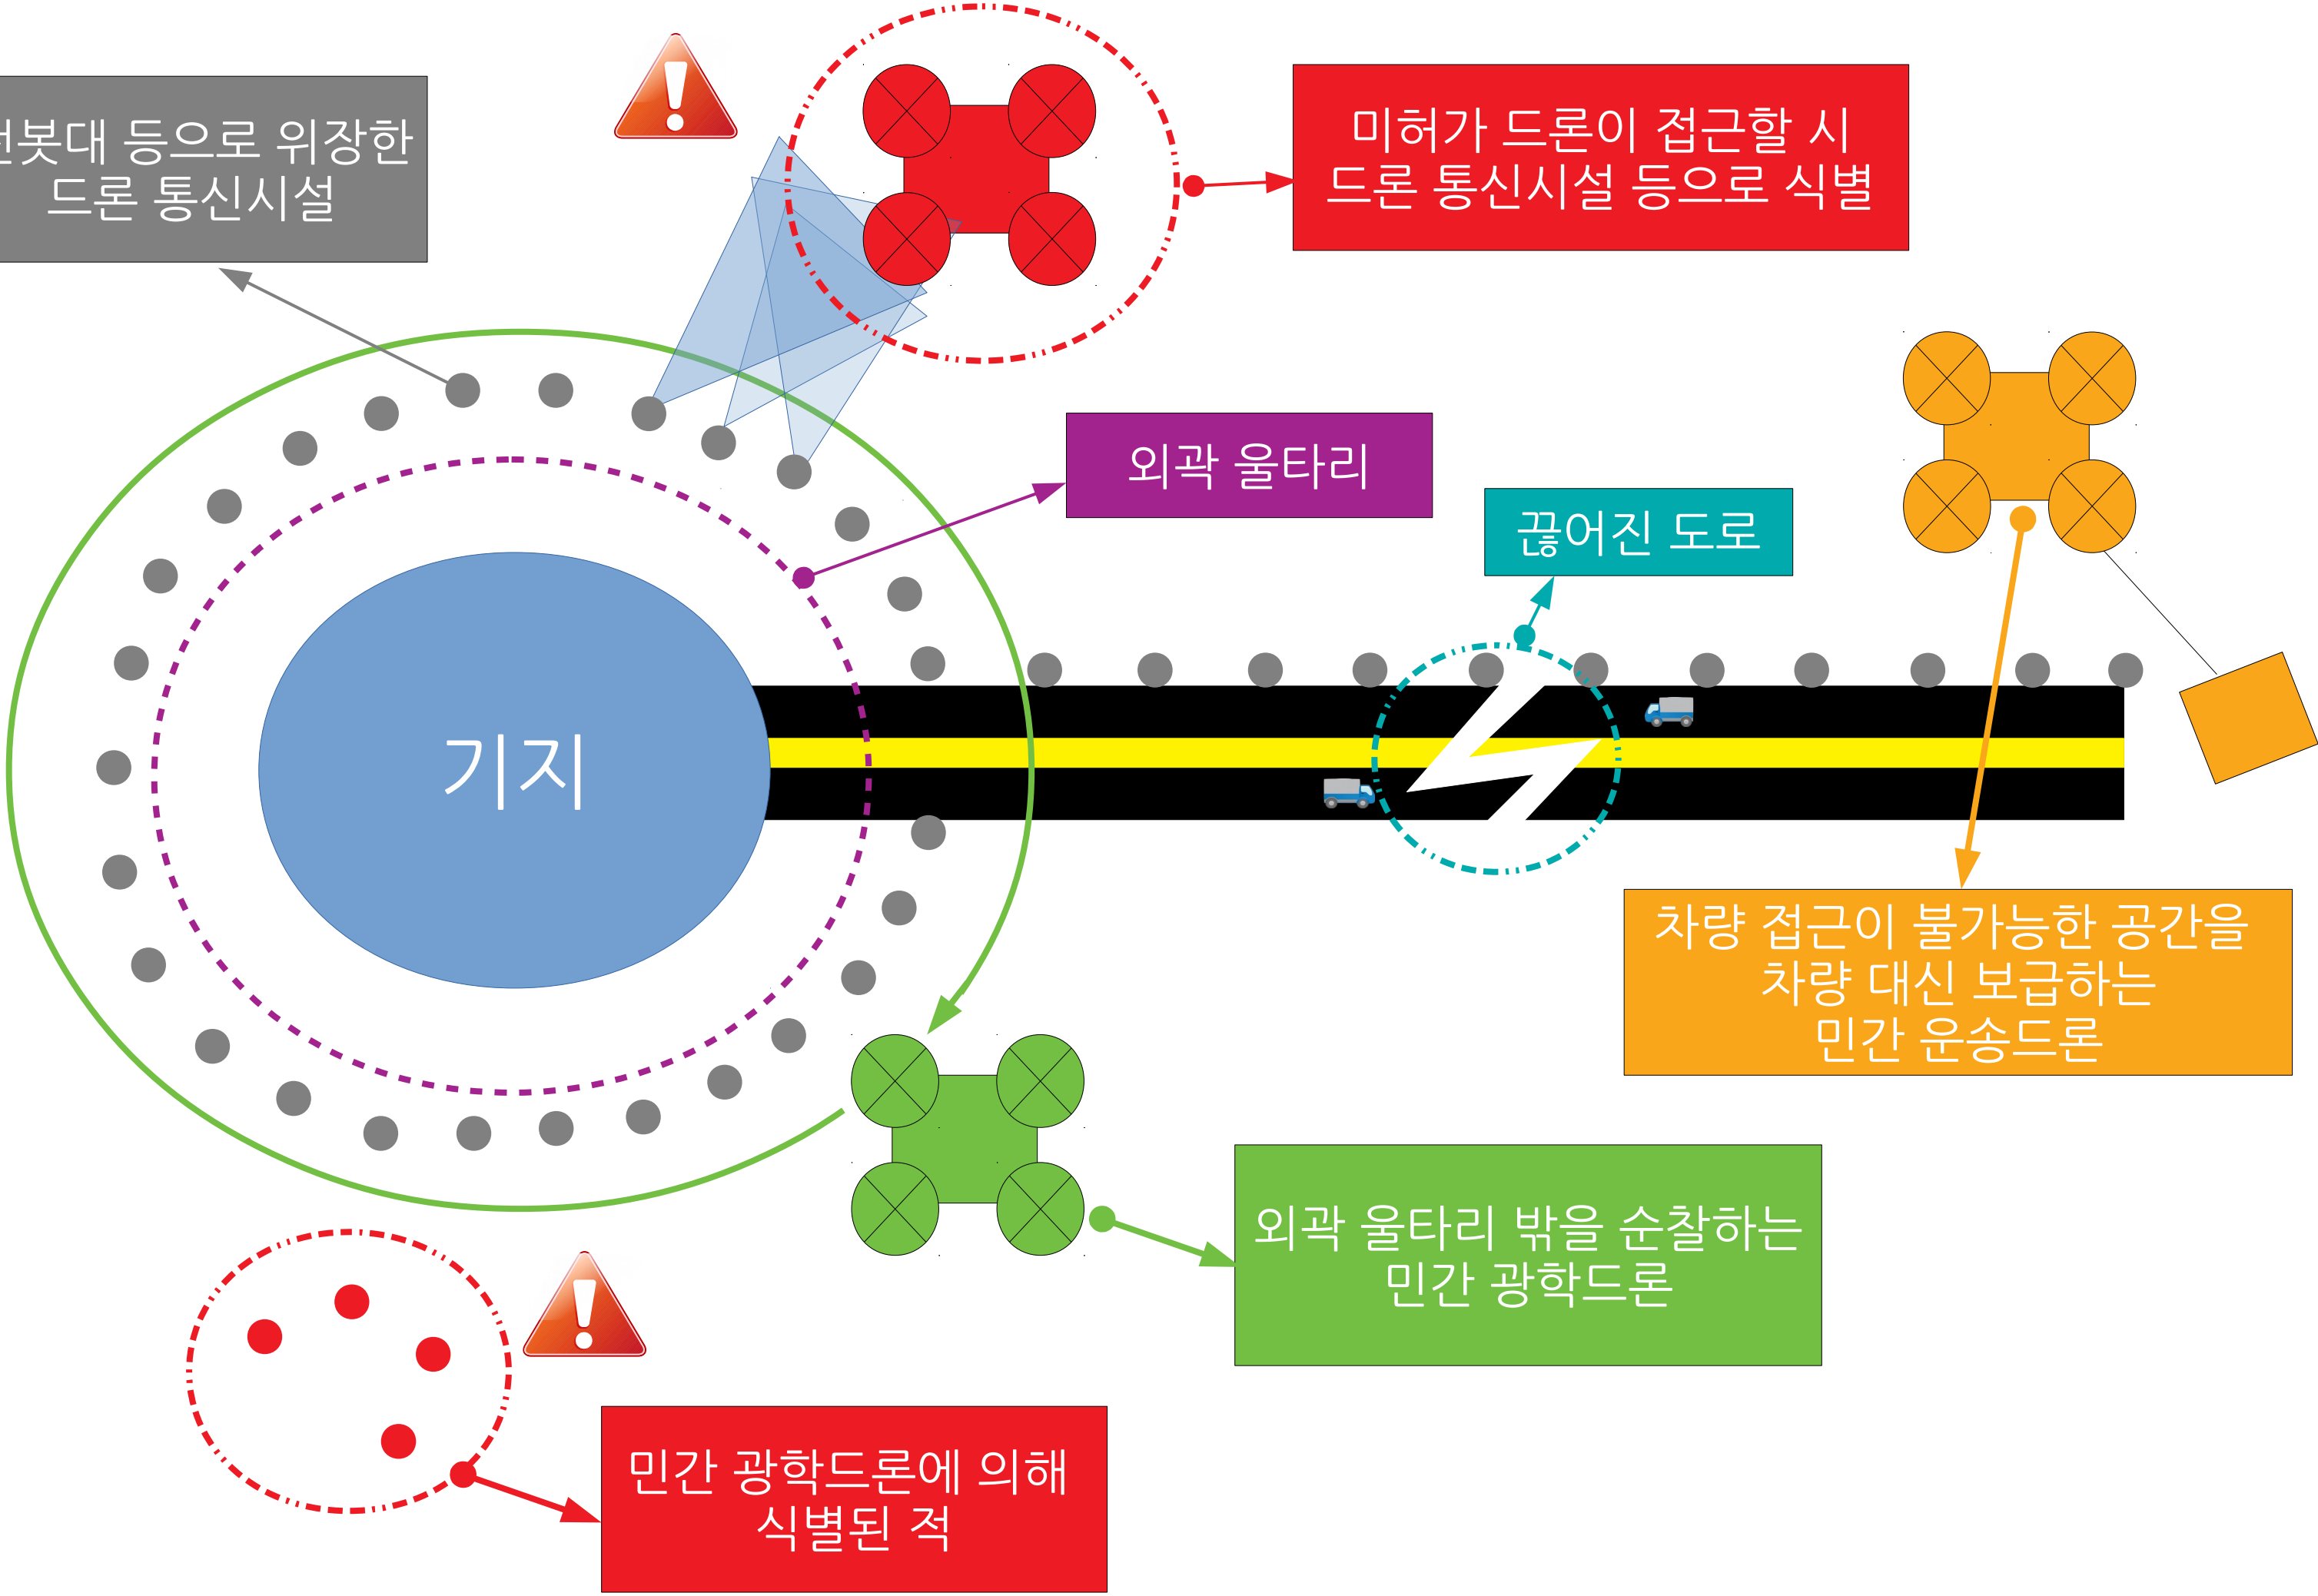 봇대 등으로 위장한
드론 통신시설
미허가 드론이 접근할 시
드론 통신시설 등으로 식별
외곽 울타리
끊어진 도로
기지
차량 접근이 불가능한 공간을
차량 대신 보급하는
민간 운송드론
외곽 울타리 밖을 순찰하는
민간 광학드론
민간 광학드론에 의해
식별된 적